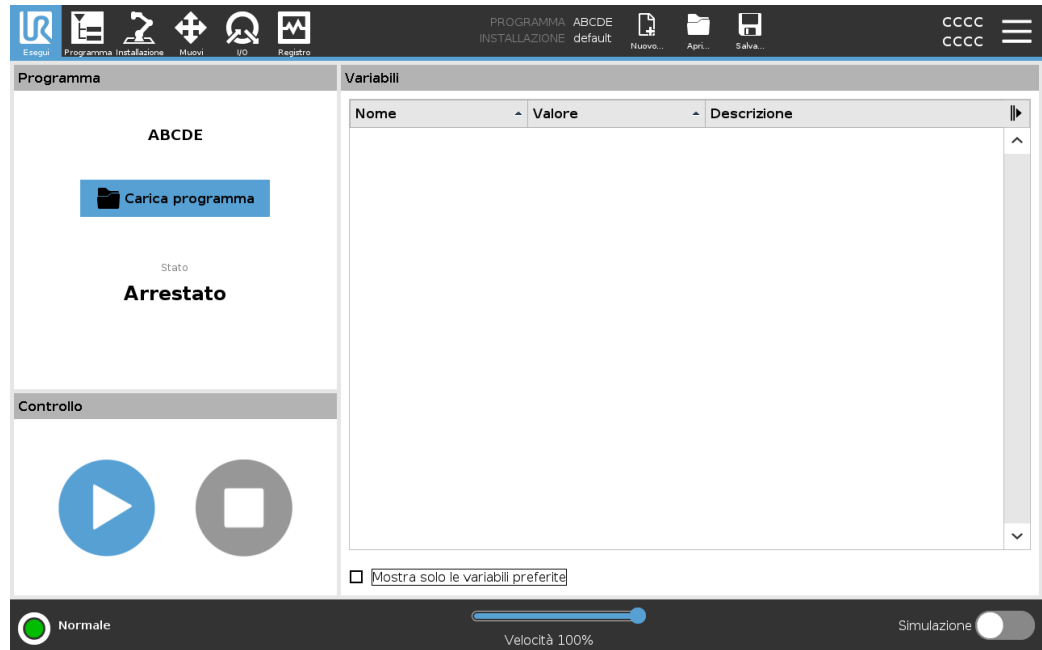 UR
Esegui
Programma
Installazione
Muovi
I/O
Registro
PROGRAMMA ABCDE
INSTALLAZIONE default
Nuovo...
Apri...
Salva...
CCCC
CCCC
Programma
ABCDE
Carica programma
Stato
Arrestato
Controllo
Variabili
Nome Valore Descrizione
Mostra solo le variabili preferite
Normale
Velocità 100%
Simulazione